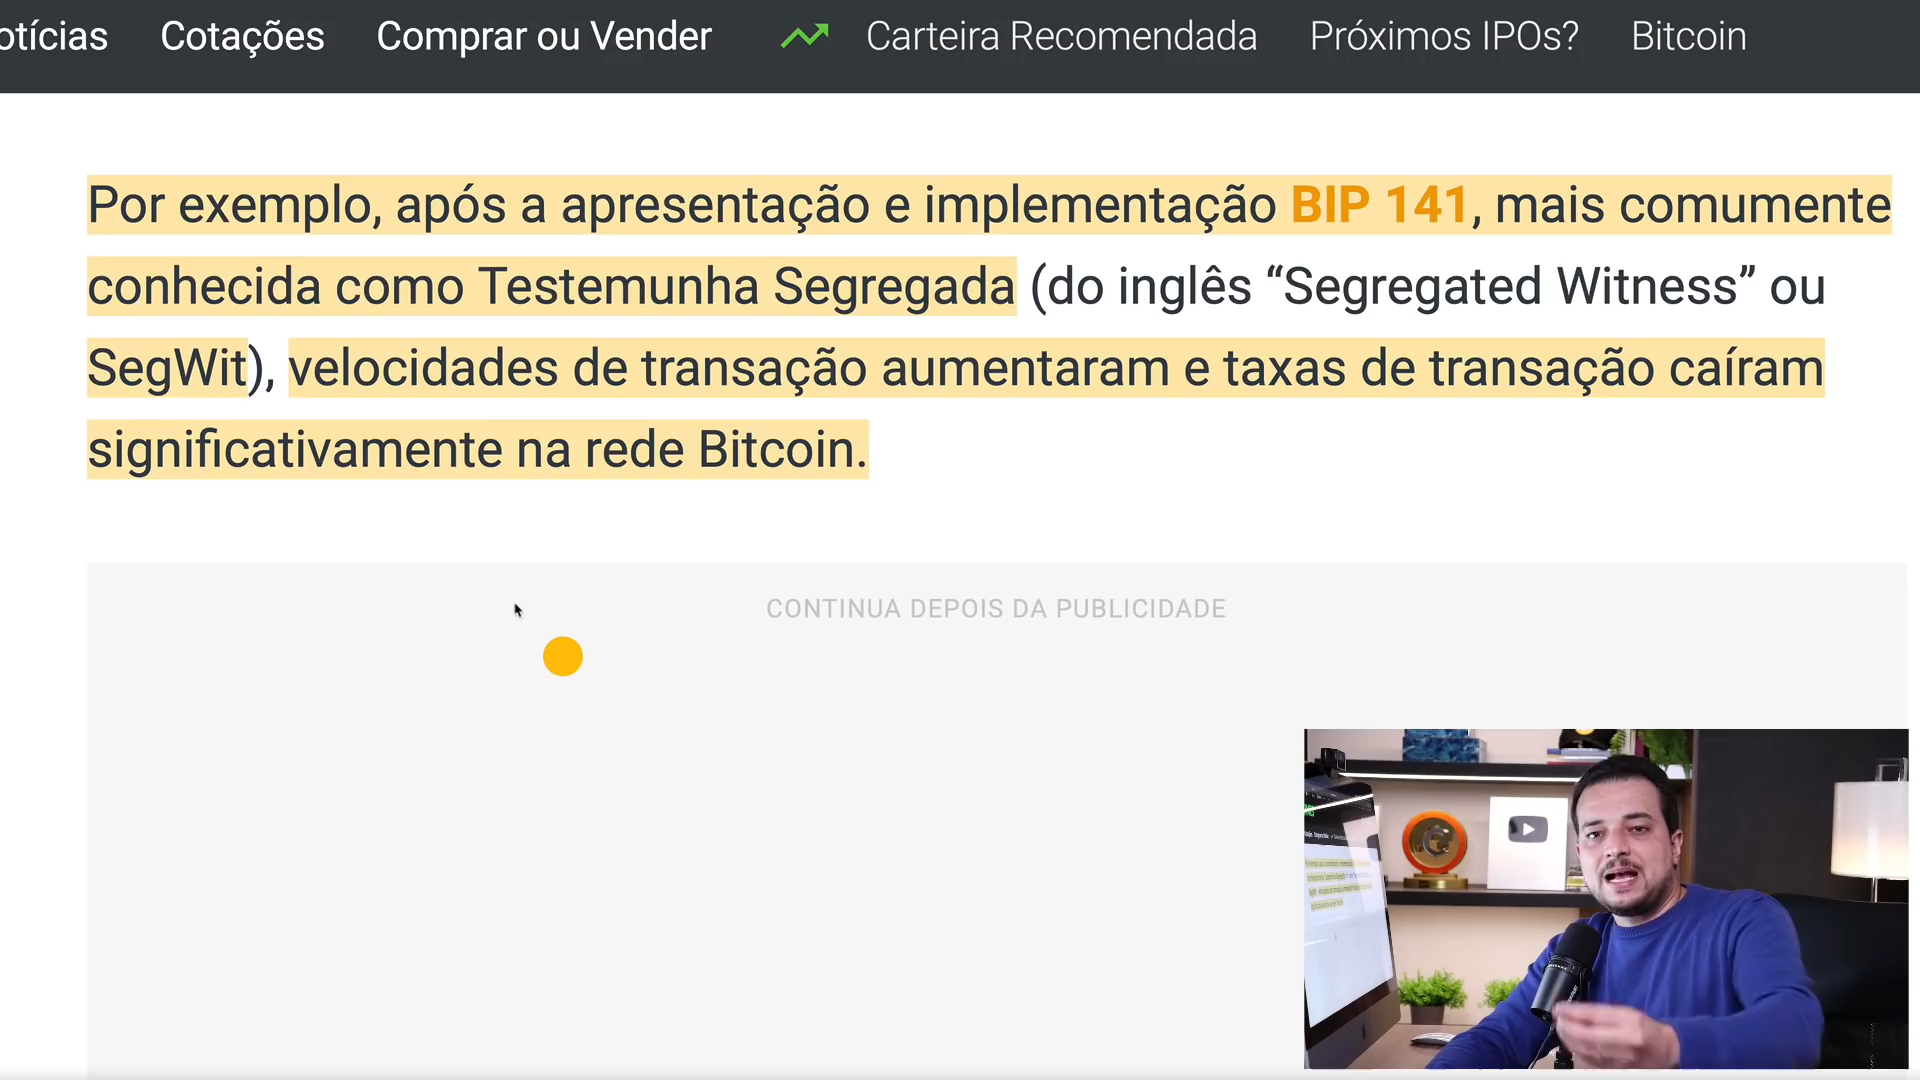 otícias Cotações Comprar ou Vender Carteira Recomendada Próximos IPOs? Bitcoin
Por exemplo, após a apresentação e implementação BIP 141, mais comumente
conhecida como Testemunha Segregada (do inglês “Segregated Witness” ou
SegWit), velocidades de transação aumentaram e taxas de transação caíram
significativamente na rede Bitcoin.
CONTINUA DEPOIS DA PUBLICIDADE